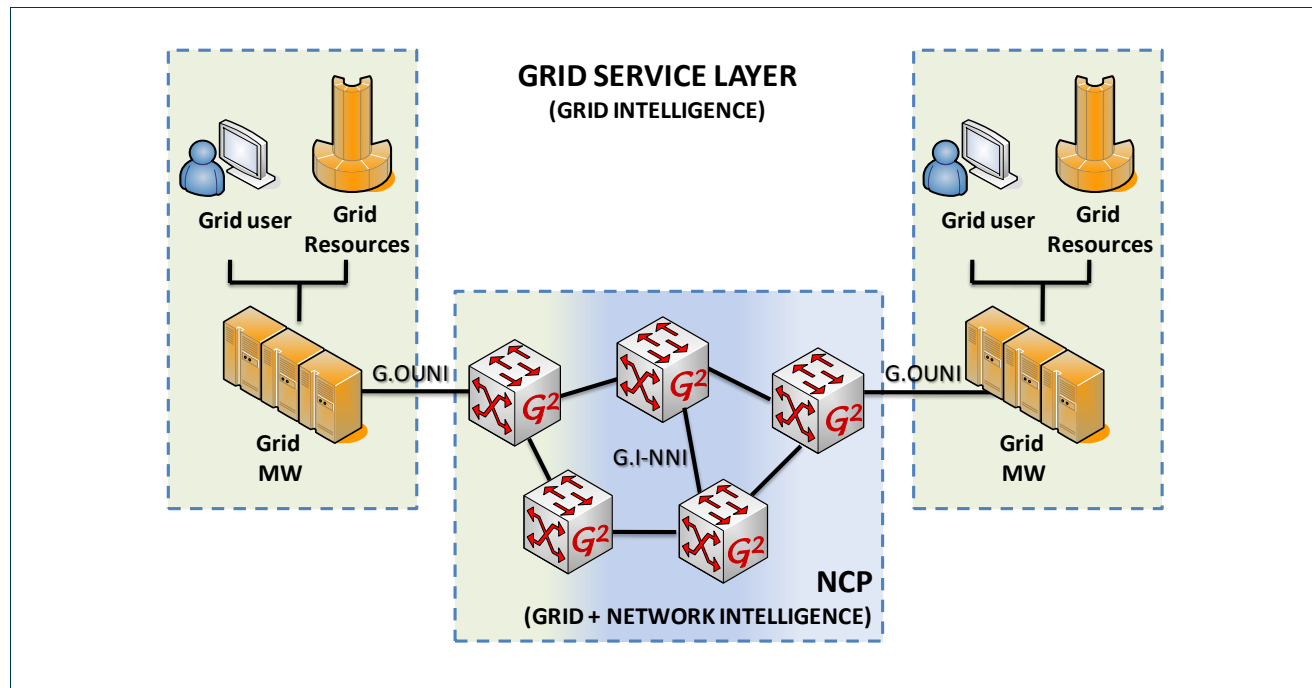 GRID SERVICE LAYER
(GRID INTELLIGENCE)
Grid user
Grid
Resources
Grid
MW
G.OUNI
G²
G²
G²
G²
G²
G.I-NNI
G.OUNI
Grid user
Grid
Resources
Grid
MW
NCP
(GRID + NETWORK INTELLIGENCE)